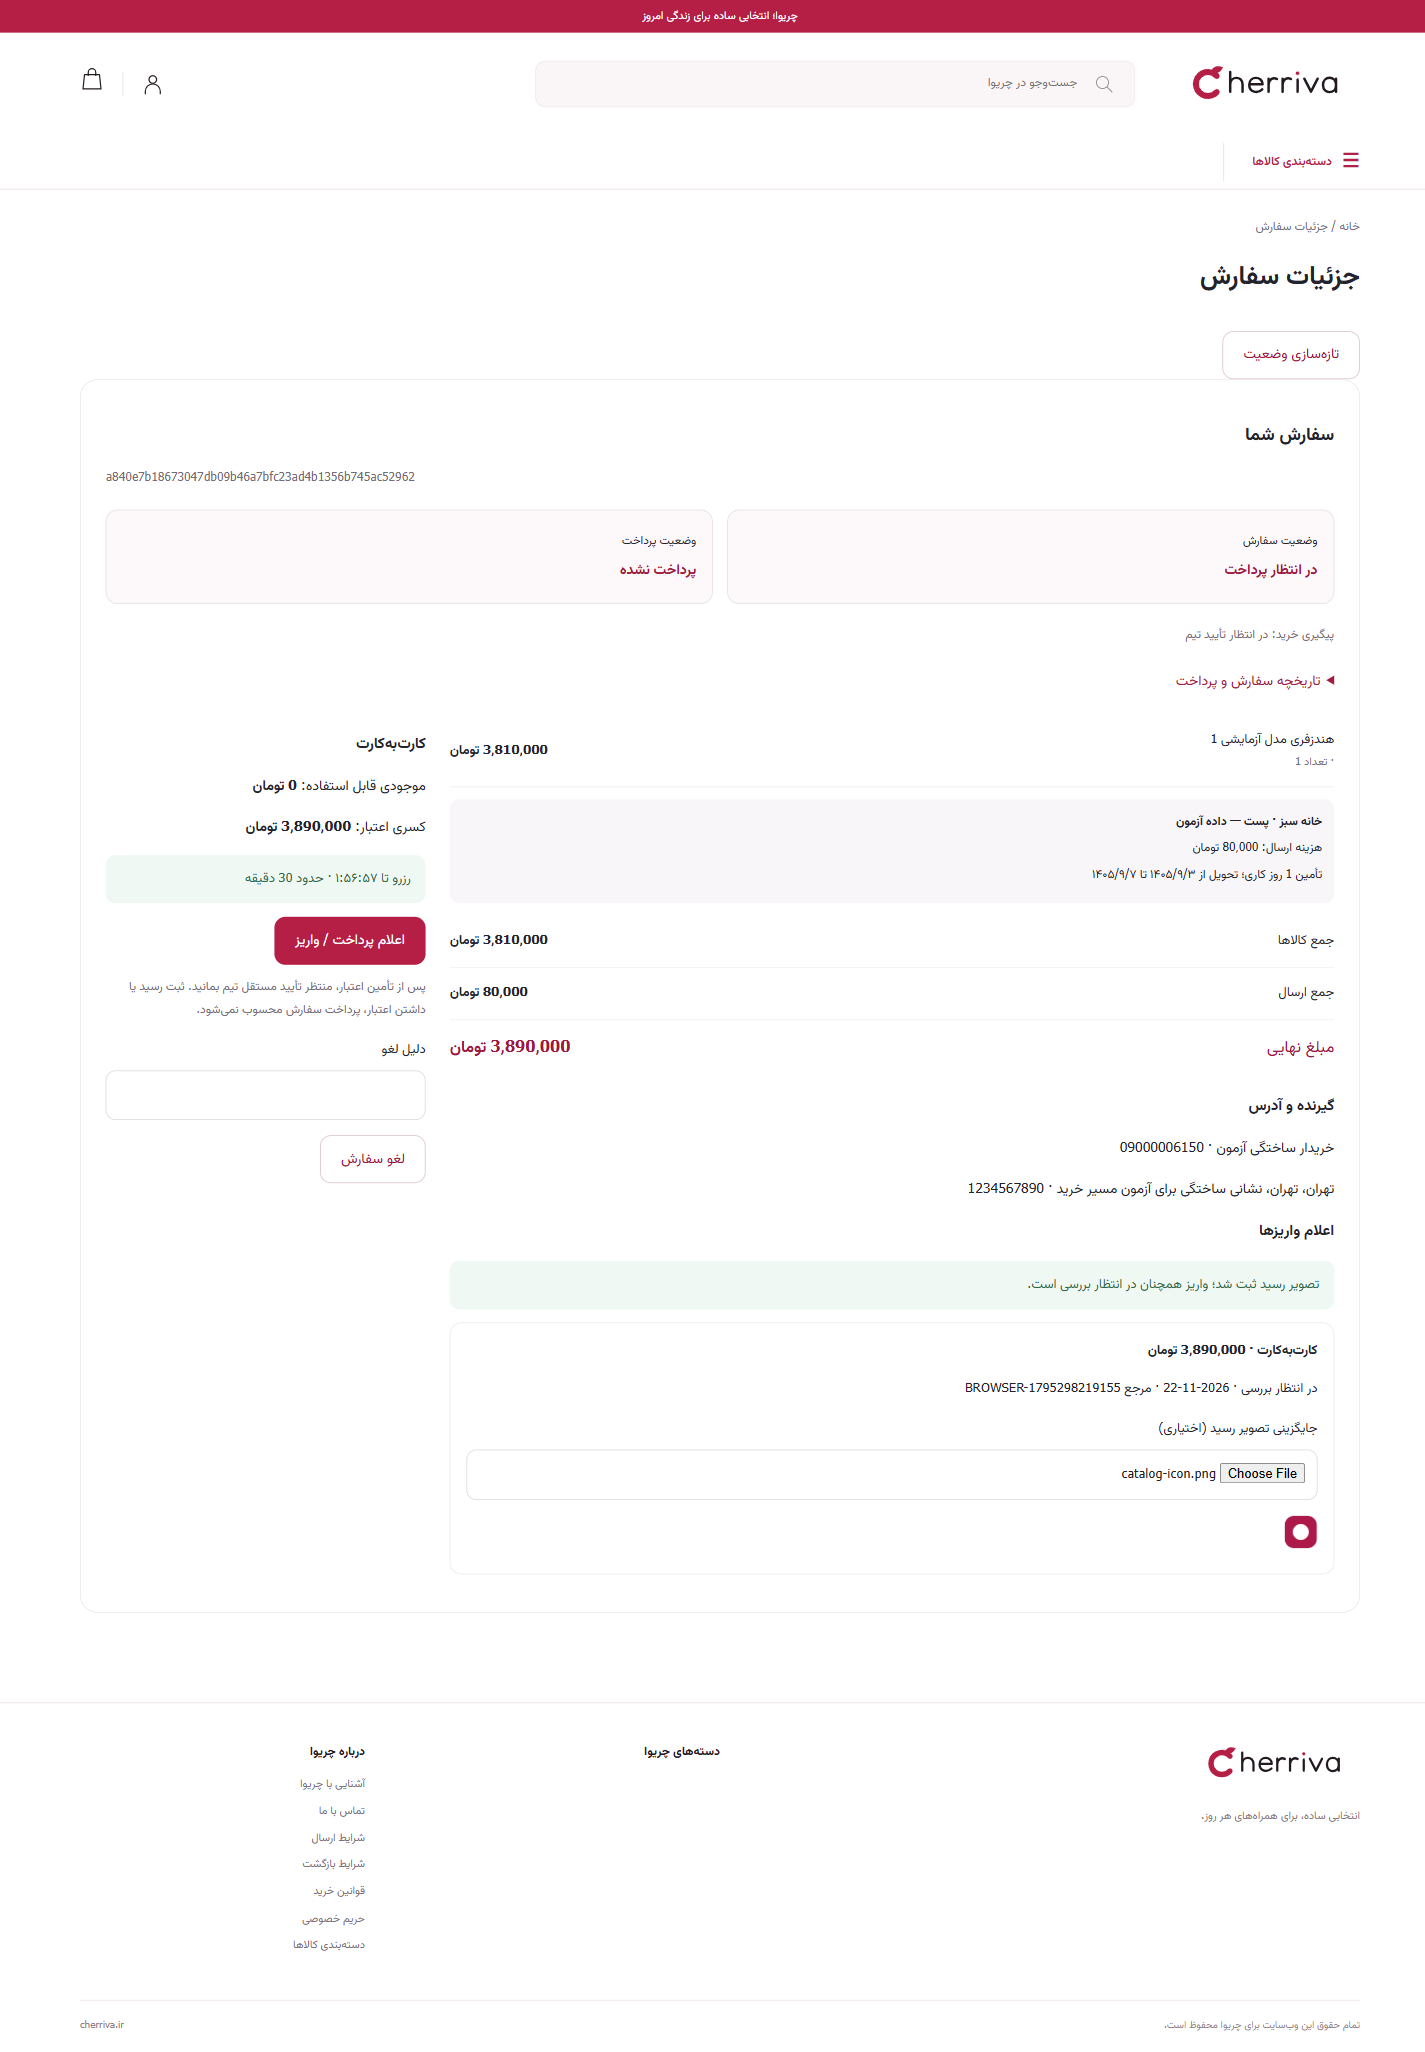 چریوا؛ انتخابی ساده برای زندگی امروز
Cherriva
جست‌وجو در چریوا
دسته‌بندی کالاها
خانه / جزئیات سفارش
جزئیات سفارش
تازه‌سازی وضعیت
سفارش شما
a840e7b18673047db09b46a7bfc23ad4b1356b745ac52962
وضعیت سفارش
در انتظار پرداخت
وضعیت پرداخت
پرداخت نشده
پیگیری خرید: در انتظار تأیید تیم
تاریخچه سفارش و پرداخت
هندزفری مدل آزمایشی 1
3,810,000 تومان
· تعداد 1
خانه سبز · پست — داده آزمون
هزینه ارسال: 80,000 تومان
تأمین 1 روز کاری؛ تحویل از ۱۴۰۵/۹/۳ تا ۱۴۰۵/۹/۷
جمع کالاها
3,810,000 تومان
جمع ارسال
80,000 تومان
مبلغ نهایی
3,890,000 تومان
گیرنده و آدرس
خریدار ساختگی آزمون · 09000006150
تهران، تهران، نشانی ساختگی برای آزمون مسیر خرید · 1234567890
اعلام واریزها
تصویر رسید ثبت شد؛ واریز همچنان در انتظار بررسی است.
کارت‌به‌کارت · 3,890,000 تومان
در انتظار بررسی · 2026-11-22 · مرجع BROWSER-1795298219155
جایگزینی تصویر رسید (اختیاری)
Choose File catalog-icon.png
کارت‌به‌کارت
موجودی قابل استفاده: 0 تومان
کسری اعتبار: 3,890,000 تومان
رزرو تا ۱:۵۶:۵۷ · حدود 30 دقیقه
اعلام پرداخت / واریز
پس از تأمین اعتبار، منتظر تأیید مستقل تیم بمانید. ثبت رسید یا
داشتن اعتبار، پرداخت سفارش محسوب نمی‌شود.
دلیل لغو
لغو سفارش
Cherriva
انتخابی ساده، برای همراه‌های هر روز.
دسته‌های چریوا
درباره چریوا
آشنایی با چریوا
تماس با ما
شرایط ارسال
شرایط بازگشت
قوانین خرید
حریم خصوصی
دسته‌بندی کالاها
تمام حقوق این وب‌سایت برای چریوا محفوظ است.
cherriva.ir